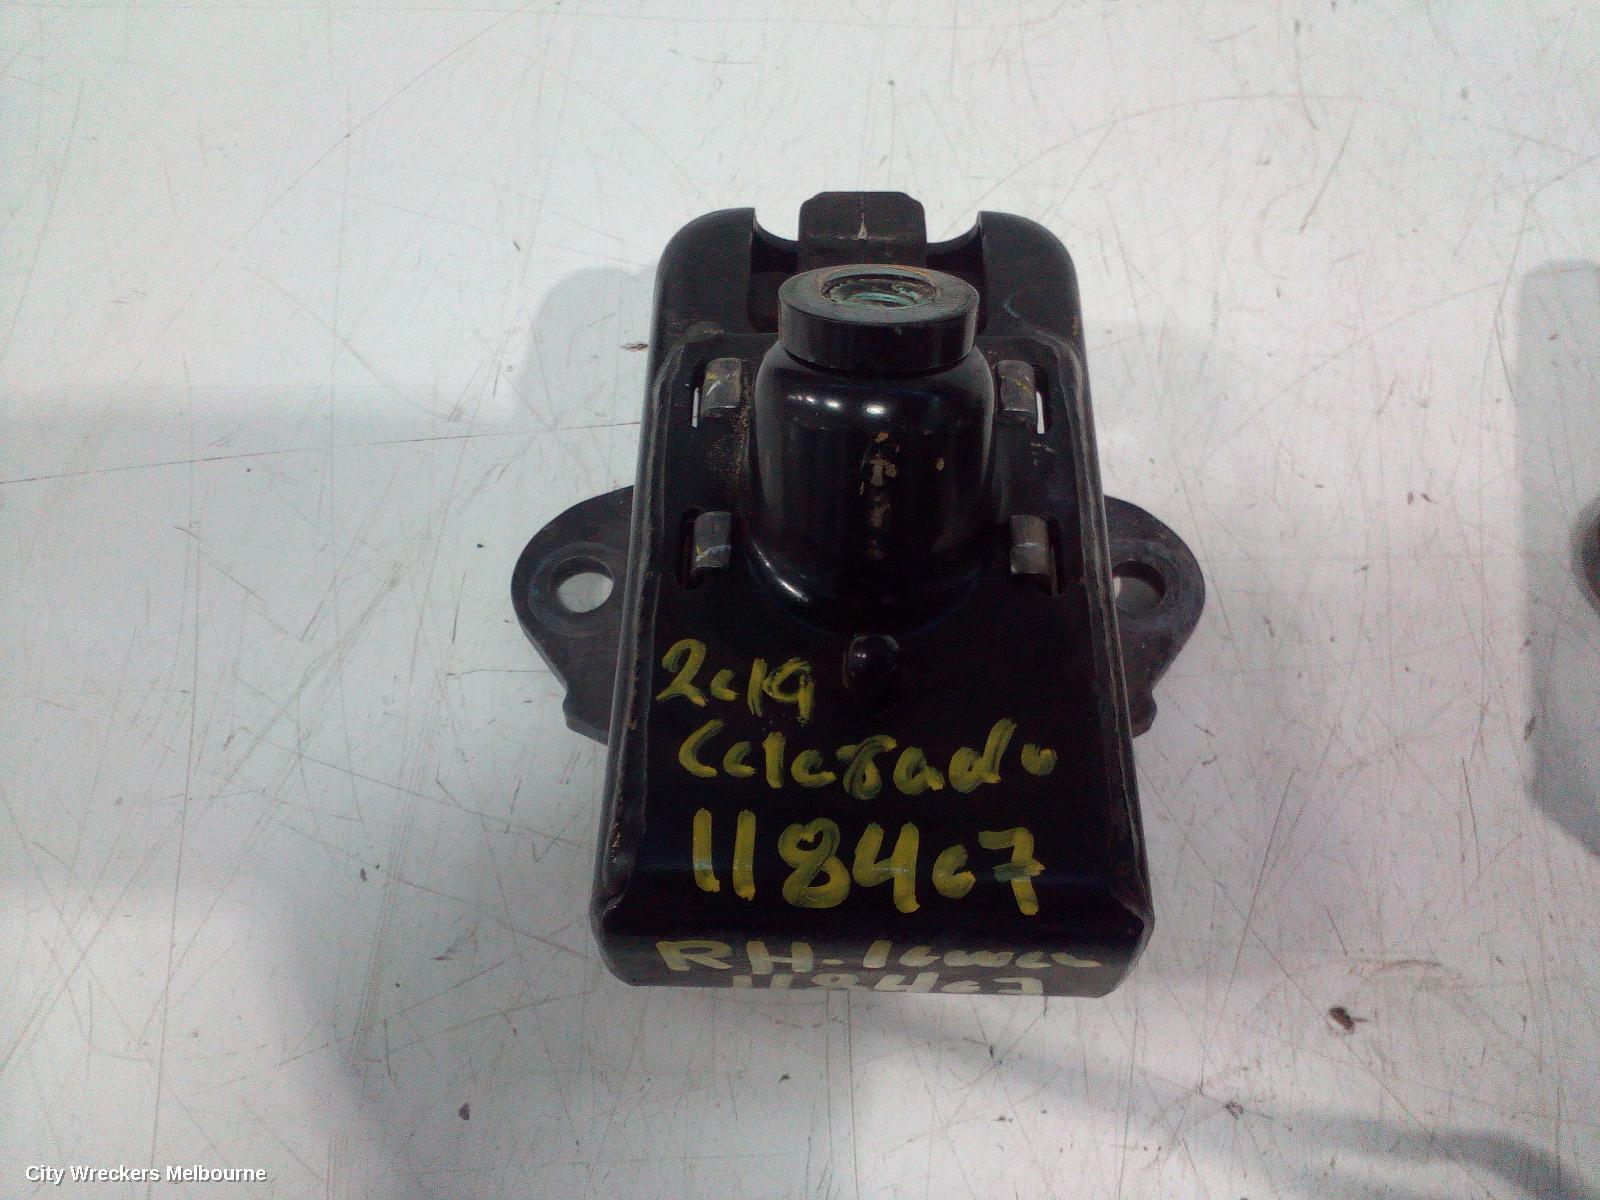 2019
Colorado
118407
RH. Lower
118407
City Wreckers Melbourne